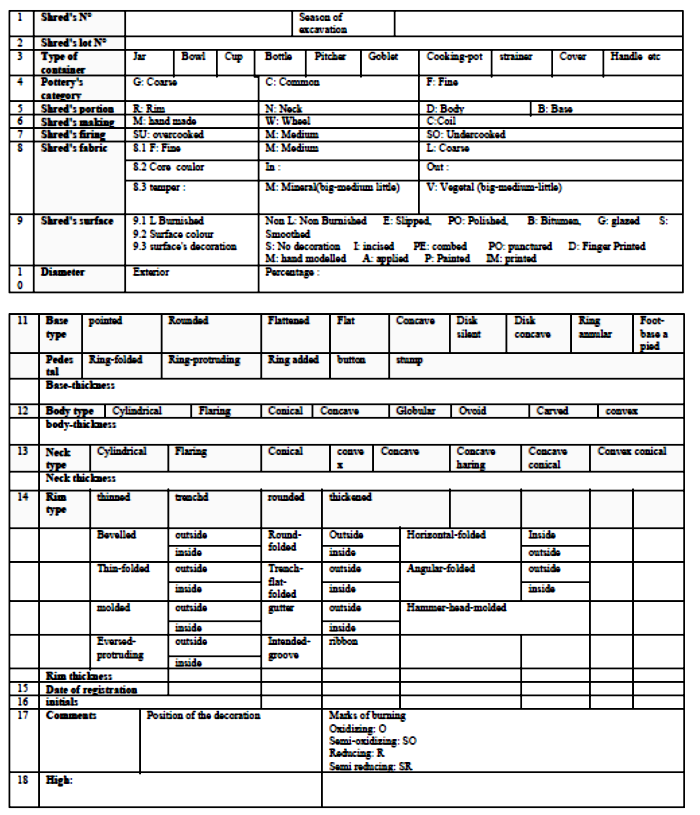 1 Shred's Nº Season of
excavation
2 Shred's lot Nº
3 Type of Jar Bowl Cup Bottle Pitcher Goblet Cooking-pot strainer Cover Handle etc
container
4 Pottery's G: Coarse C: Common F: Fine
category
5 Shred's portion R: Rim N: Neck D: Body B: Base
6 Shred's making M: hand made W: Wheel C:Coil
7 Shred's firing SU: overcooked M: Medium SO: Undercooked
8 Shred's fabric 8.1 F: Fine M: Medium L: Coarse
8.2 Core coulor In : Out :
8.3 temper : M: Mineral(big-medium little) V: Vegetal (big-medium-little)
9 Shred's surface 9.1 L Burnished Non L: Non Burnished E: Slipped, PO: Polished, B: Bitumen, G: glazed S:
9.2 Surface colour Smoothed
9.3 surface's decoration S: No decoration I: incised PE: combed PO: punctured D: Finger Printed
M: hand modelled A: applied P: Painted IM: printed
1 Diameter Exterior Percentage :
0
11 Base pointed Rounded Flattened Flat Concave Disk Disk Ring Foot-
type silent concave annular base a
pied
Pedes Ring-folded Ring-protruding Ring added button stump
tal
Base-thickness
12 Body type Cylindrical Flaring Conical Concave Globular Ovoid Carved convex
body-thickness
13 Neck Cylindrical Flaring Conical conve Concave Concave Concave Convex conical
type x haring conical
Neck thickness
14 Rim thinned trenchd rounded thickened
type
Bevelled outside Round- Outside Horizontal-folded Inside
inside folded inside outside
Thin-folded outside Trench- outside Angular-folded outside
inside flat- inside inside
folded
molded outside gutter outside Hammer-head-molded
inside inside
Eversed- outside Intended- ribbon
protruding inside groove
Rim thickness
15 Date of registration
16 initials
17 Comments Position of the decoration Marks of burning
Oxidizing: O
Semi-oxidizing: SO
Reducing: R
Semi reducing: SR
18 High: